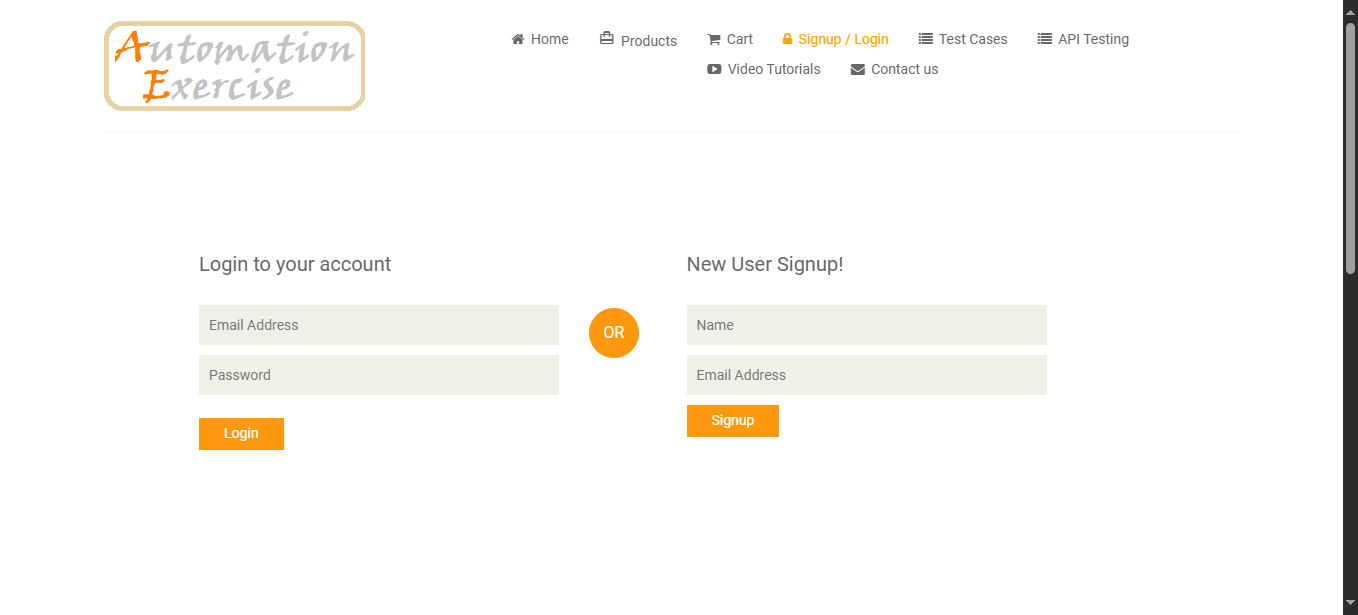 Automation
Exercise
Home Products Cart Signup / Login Test Cases API Testing
Video Tutorials Contact us
Login to your account
Email Address
Password
Login
OR
New User Signup!
Name
Email Address
Signup